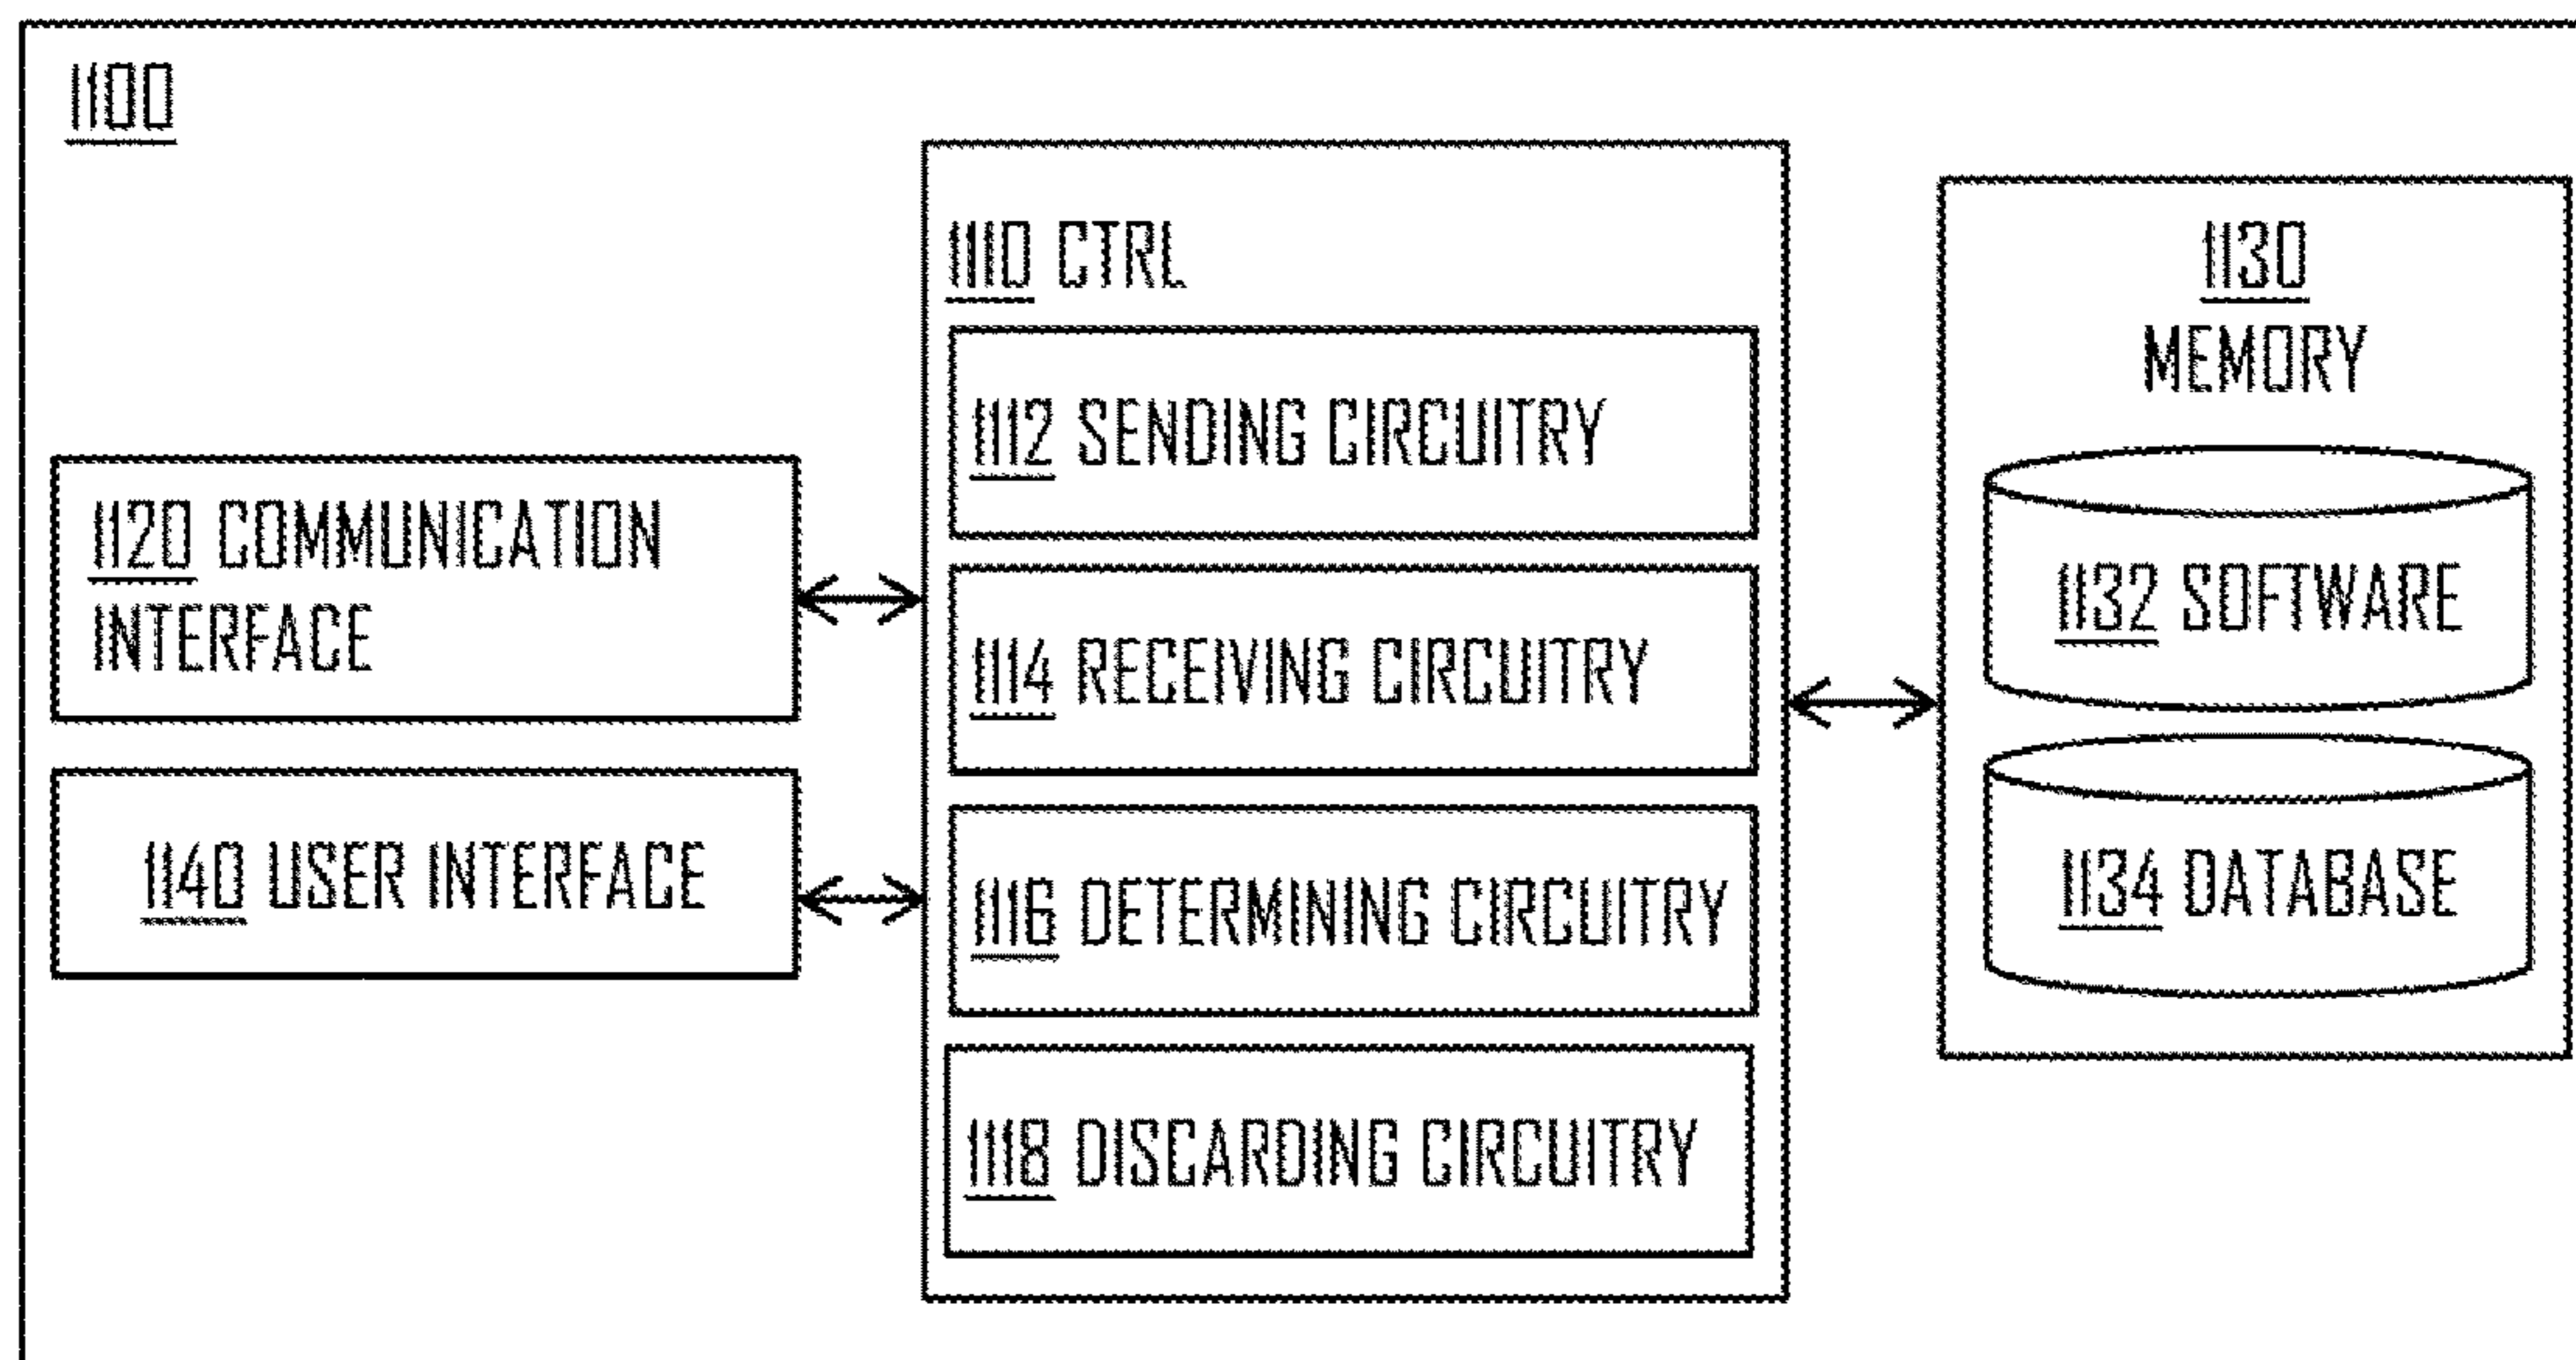 1100
1110 CTRL
1112 SENDING CIRCUITRY
1114 RECEIVING CIRCUITRY
1116 DETERMINING CIRCUITRY
1118 DISCARDING CIRCUITRY
1120 COMMUNICATION
INTERFACE
1140 USER INTERFACE
1130
MEMORY
1132 SOFTWARE
1134 DATABASE